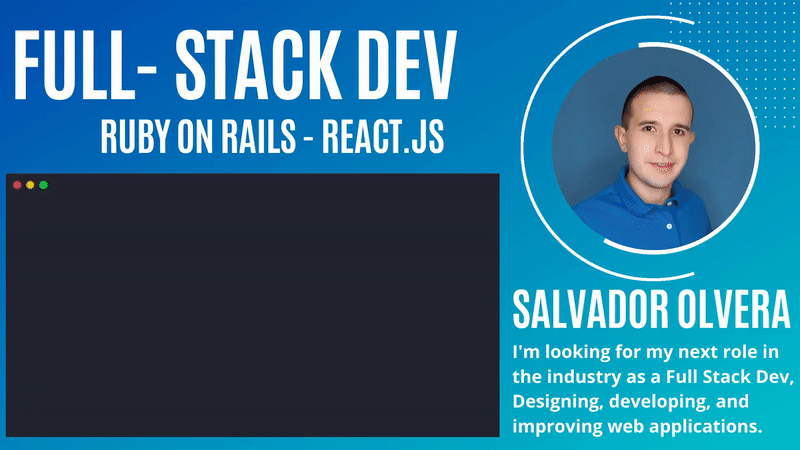 FULL- STACK DEV
RUBY ON RAILS - REACT.JS
SALVADOR OLVERA
I'm looking for my next role in
the industry as a Full Stack Dev,
Designing, developing, and
improving web applications.